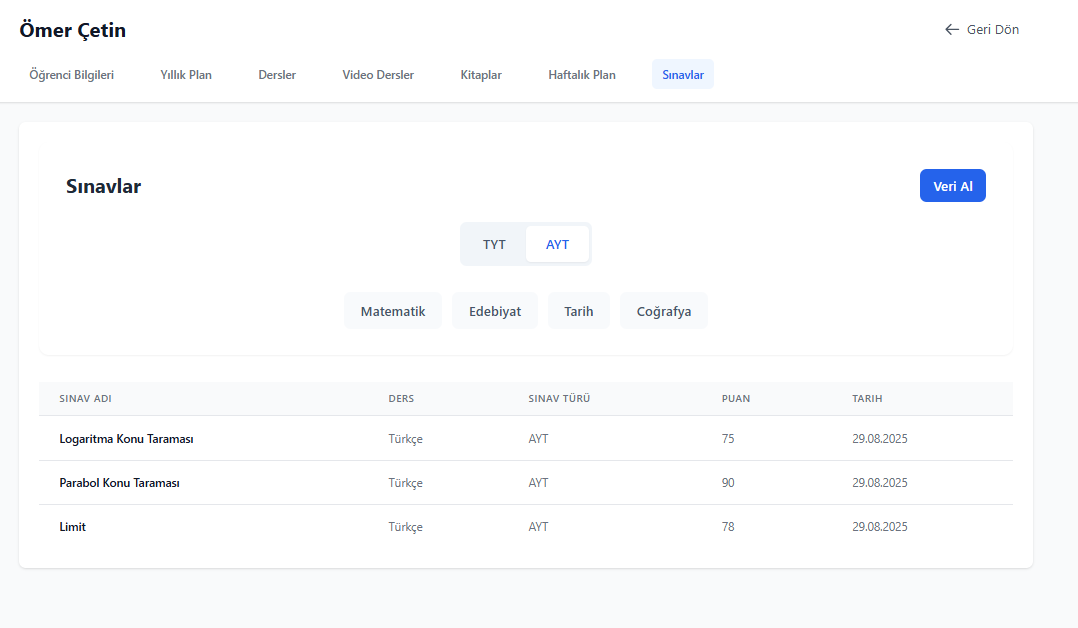 Ömer Çetin
← Geri Dön
Öğrenci Bilgileri Yıllık Plan Dersler Video Dersler Kitaplar Haftalık Plan Sınavlar
Sınavlar
Veri Al
TYT AYT
Matematik Edebiyat Tarih Coğrafya
SINAV ADI DERS SINAV TÜRÜ PUAN TARIH
Logaritma Konu Taraması Türkçe AYT 75 29.08.2025
Parabol Konu Taraması Türkçe AYT 90 29.08.2025
Limit Türkçe AYT 78 29.08.2025